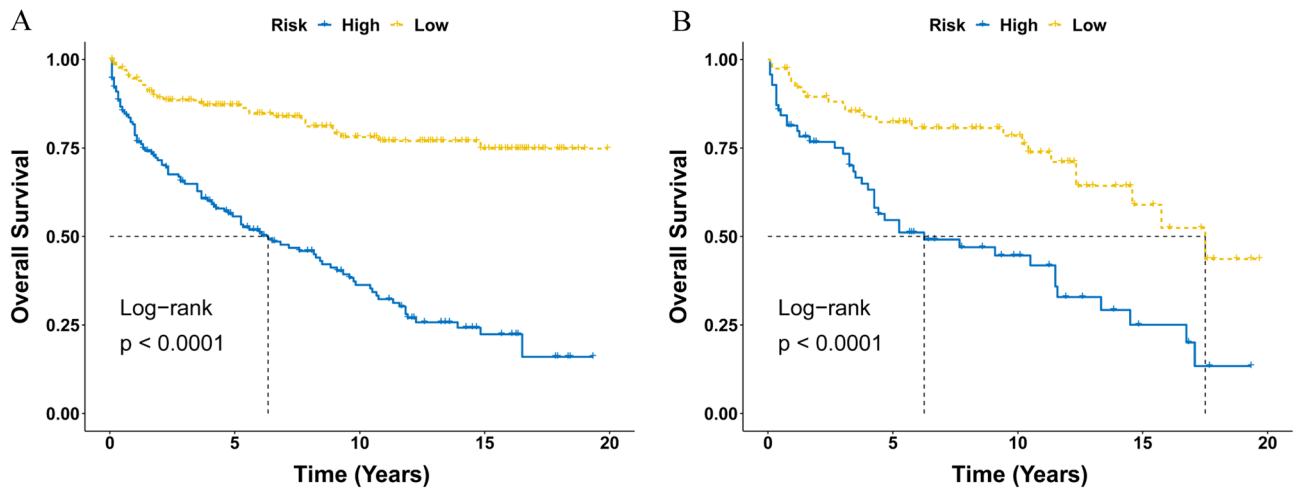 A
Risk High Low
Overall Survival
1.00
0.75
0.50
0.25
0.00
Log-rank
p < 0.0001
0 5 10 15 20
Time (Years)
B
Risk High Low
Overall Survival
1.00
0.75
0.50
0.25
0.00
Log-rank
p < 0.0001
0 5 10 15 20
Time (Years)